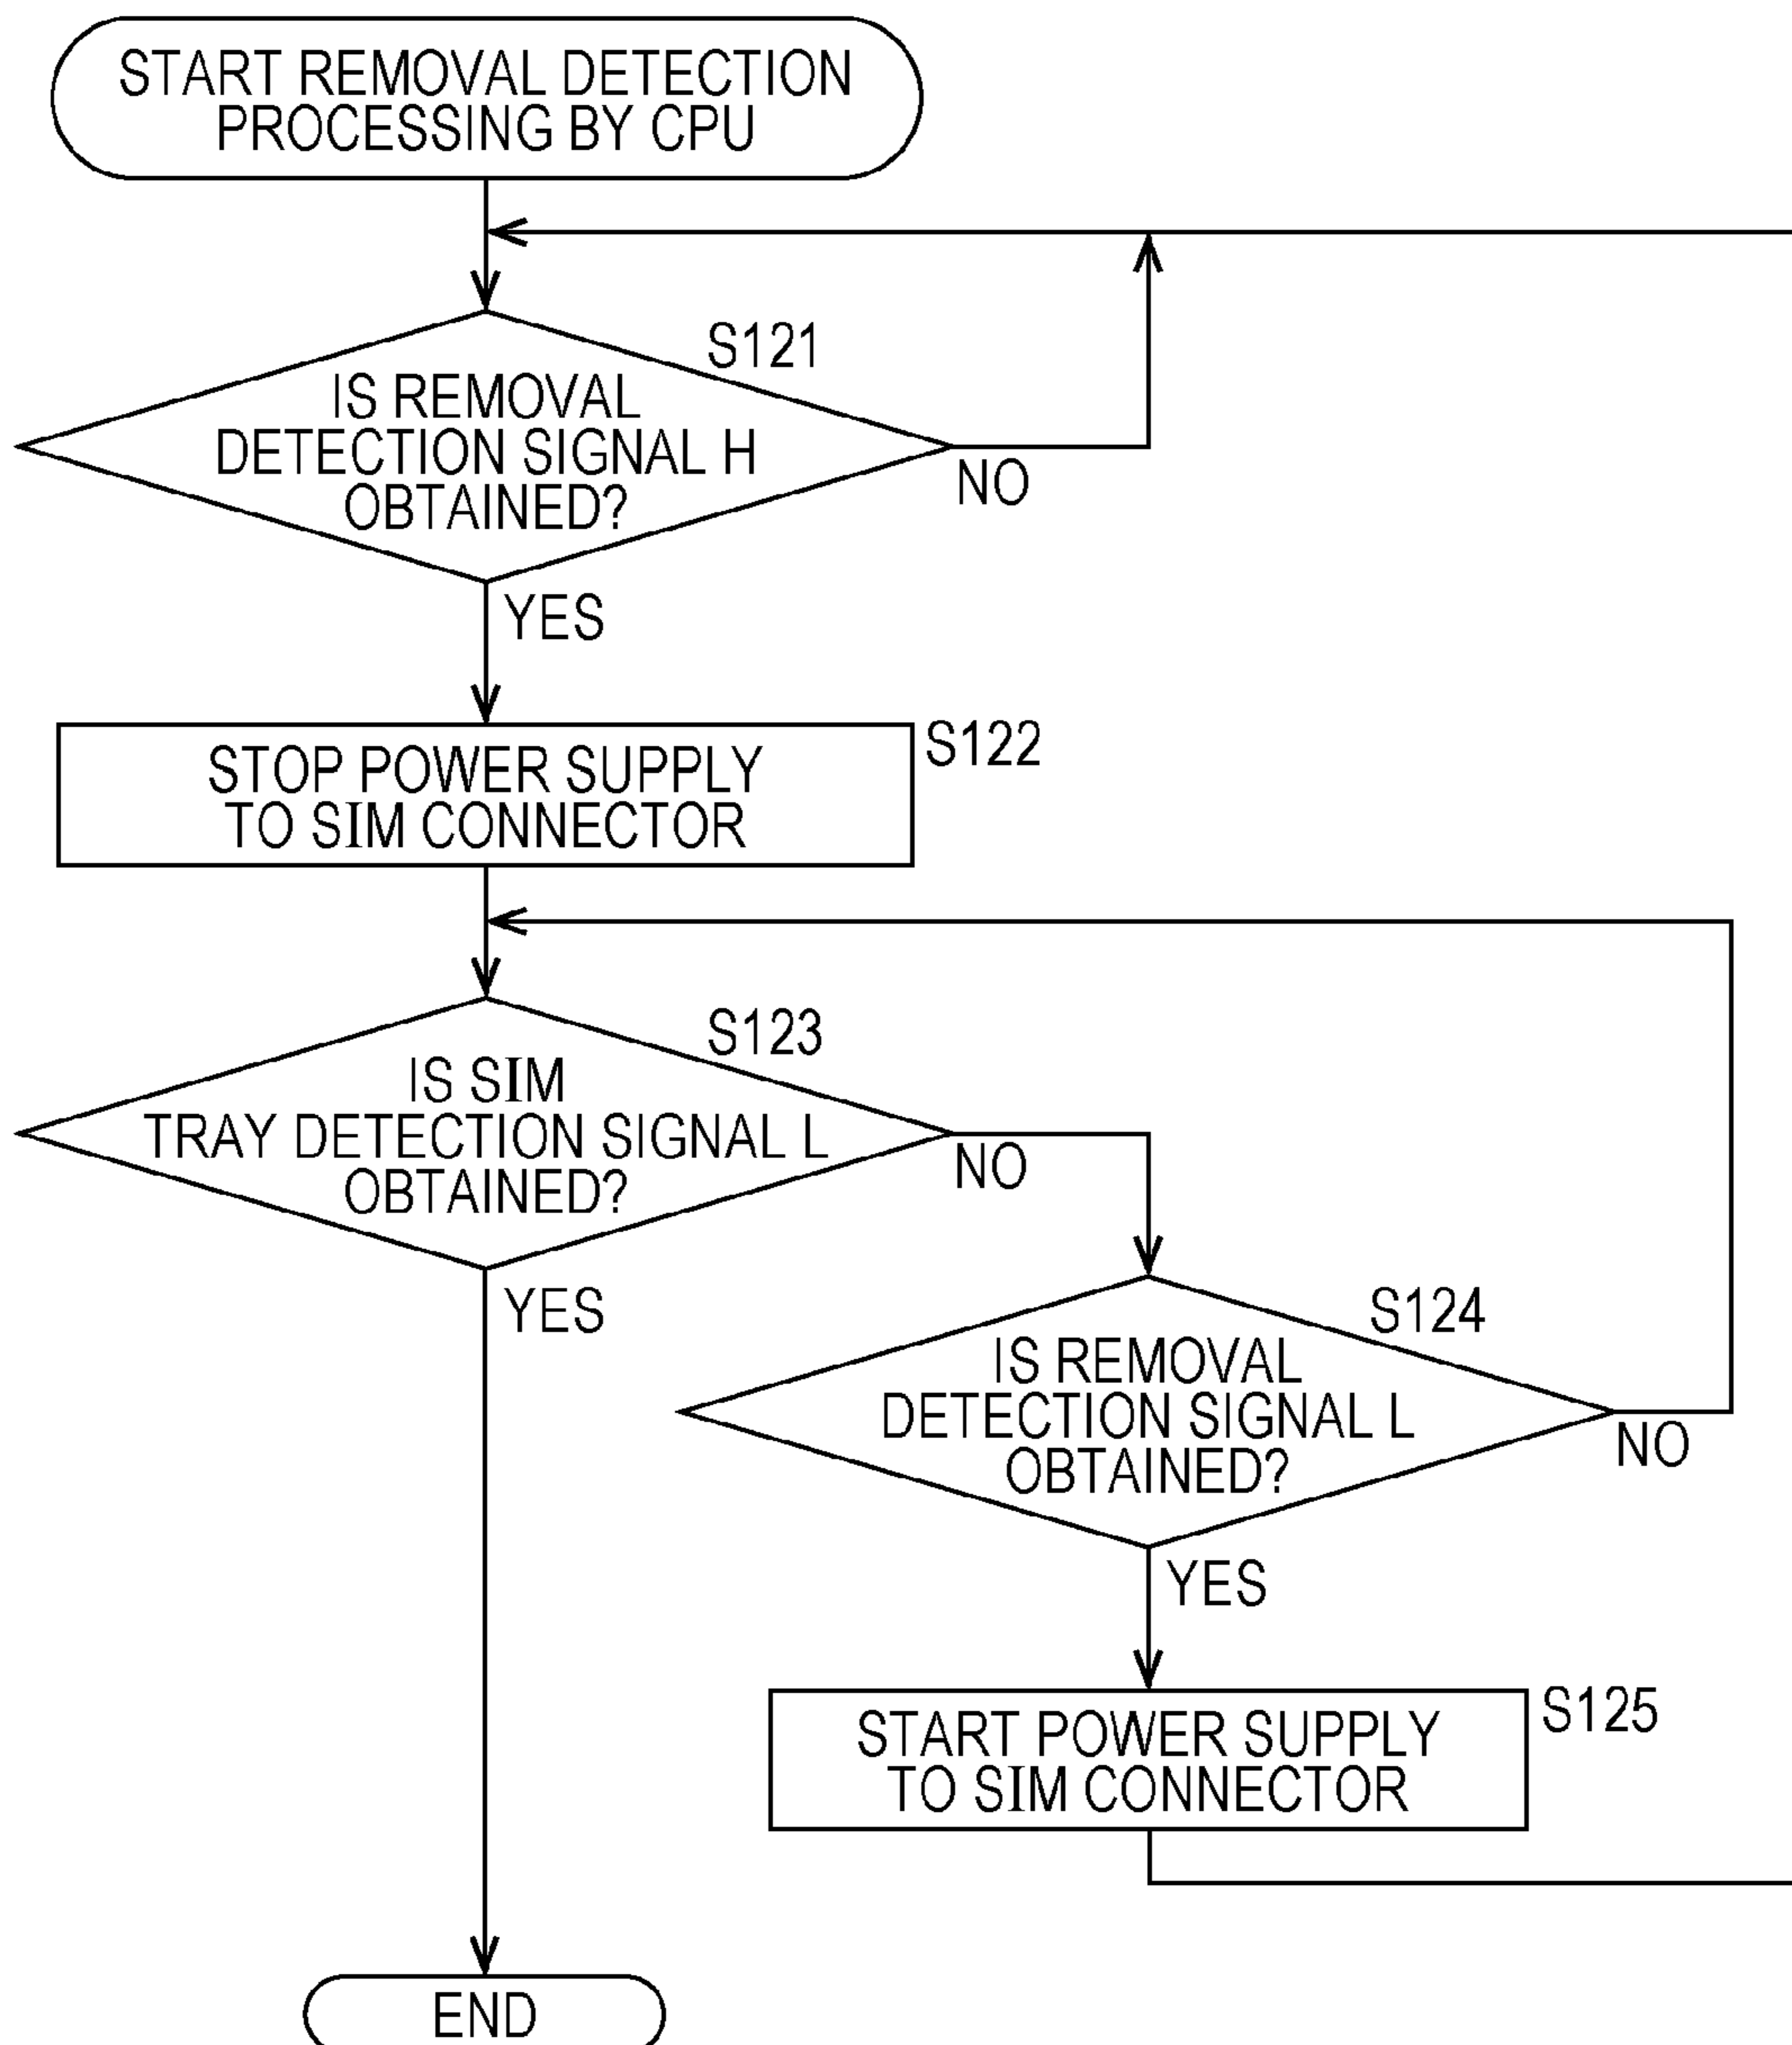 START REMOVAL DETECTION
PROCESSING BY CPU
S121
IS REMOVAL
DETECTION SIGNAL H
OBTAINED?
NO
YES
S122
STOP POWER SUPPLY
TO SIM CONNECTOR
S123
IS SIM
TRAY DETECTION SIGNAL L
OBTAINED?
NO
YES
S124
IS REMOVAL
DETECTION SIGNAL L
OBTAINED?
NO
YES
S125
START POWER SUPPLY
TO SIM CONNECTOR
END